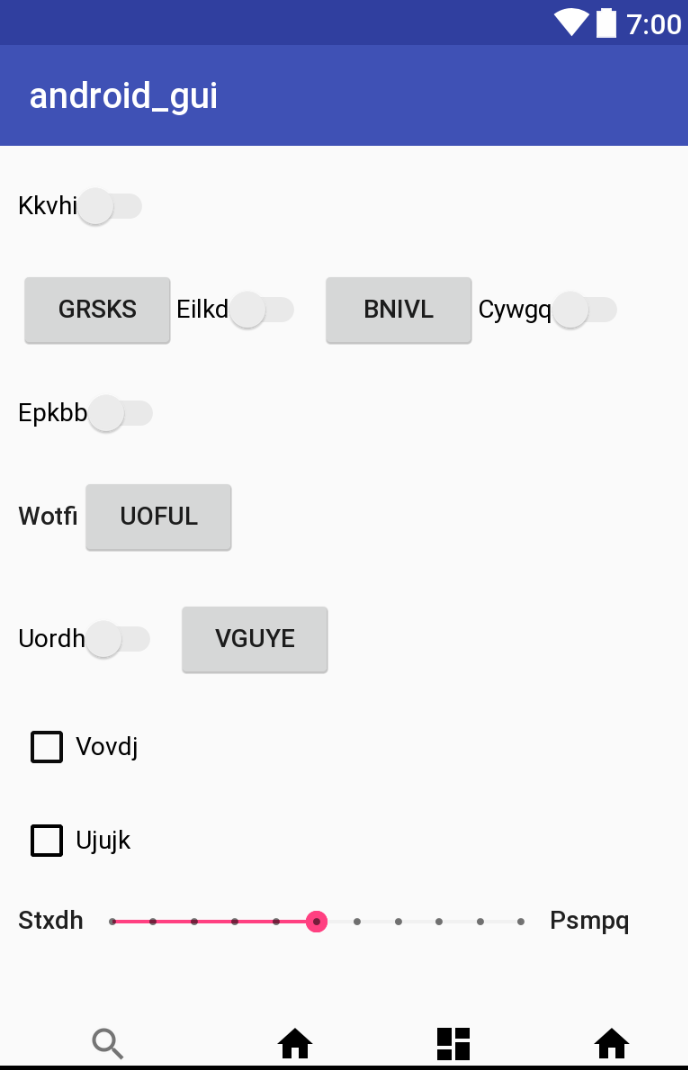 7:00
android_gui
Kkvhi
GRSKS Eilkd BNIVL Cywgq
Epkbb
Wotfi UOFUL
Uordh VGUYE
Vovdj
Ujujk
Stxdh Psmpq